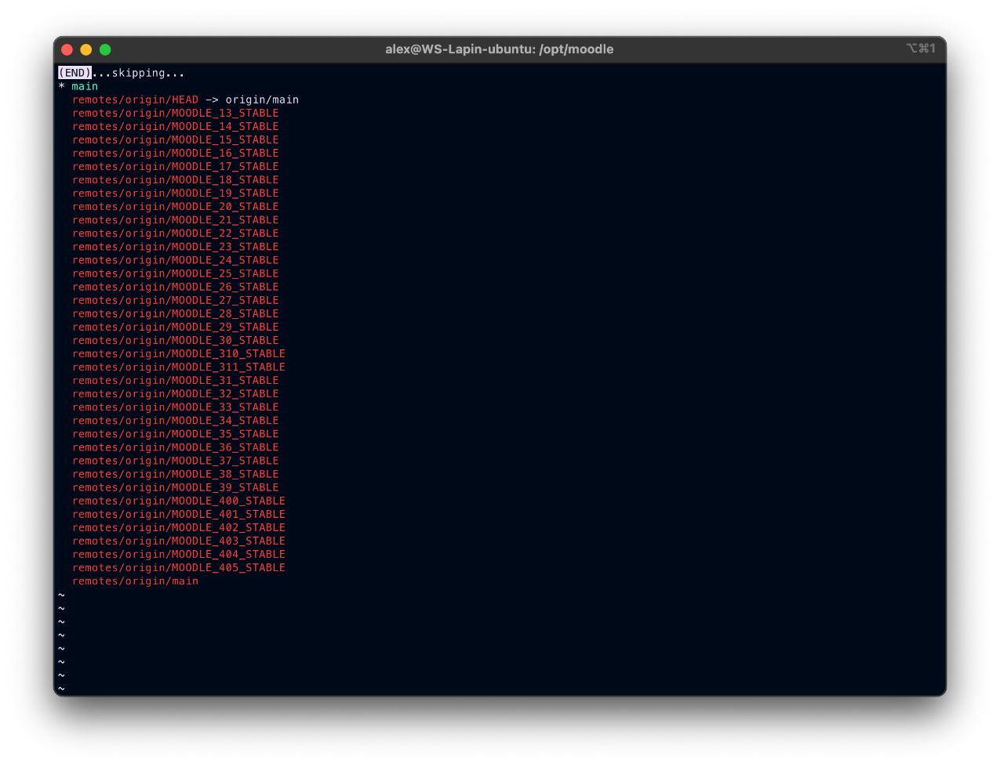 alex@WS-Lapin-ubuntu: /opt/moodle
⌥⌘1
(END)...skipping...
* main
  remotes/origin/HEAD -> origin/main
  remotes/origin/MOODLE_13_STABLE
  remotes/origin/MOODLE_14_STABLE
  remotes/origin/MOODLE_15_STABLE
  remotes/origin/MOODLE_16_STABLE
  remotes/origin/MOODLE_17_STABLE
  remotes/origin/MOODLE_18_STABLE
  remotes/origin/MOODLE_19_STABLE
  remotes/origin/MOODLE_20_STABLE
  remotes/origin/MOODLE_21_STABLE
  remotes/origin/MOODLE_22_STABLE
  remotes/origin/MOODLE_23_STABLE
  remotes/origin/MOODLE_24_STABLE
  remotes/origin/MOODLE_25_STABLE
  remotes/origin/MOODLE_26_STABLE
  remotes/origin/MOODLE_27_STABLE
  remotes/origin/MOODLE_28_STABLE
  remotes/origin/MOODLE_29_STABLE
  remotes/origin/MOODLE_30_STABLE
  remotes/origin/MOODLE_310_STABLE
  remotes/origin/MOODLE_311_STABLE
  remotes/origin/MOODLE_31_STABLE
  remotes/origin/MOODLE_32_STABLE
  remotes/origin/MOODLE_33_STABLE
  remotes/origin/MOODLE_34_STABLE
  remotes/origin/MOODLE_35_STABLE
  remotes/origin/MOODLE_36_STABLE
  remotes/origin/MOODLE_37_STABLE
  remotes/origin/MOODLE_38_STABLE
  remotes/origin/MOODLE_39_STABLE
  remotes/origin/MOODLE_400_STABLE
  remotes/origin/MOODLE_401_STABLE
  remotes/origin/MOODLE_402_STABLE
  remotes/origin/MOODLE_403_STABLE
  remotes/origin/MOODLE_404_STABLE
  remotes/origin/MOODLE_405_STABLE
  remotes/origin/main
~
~
~
~
~
~
~
~